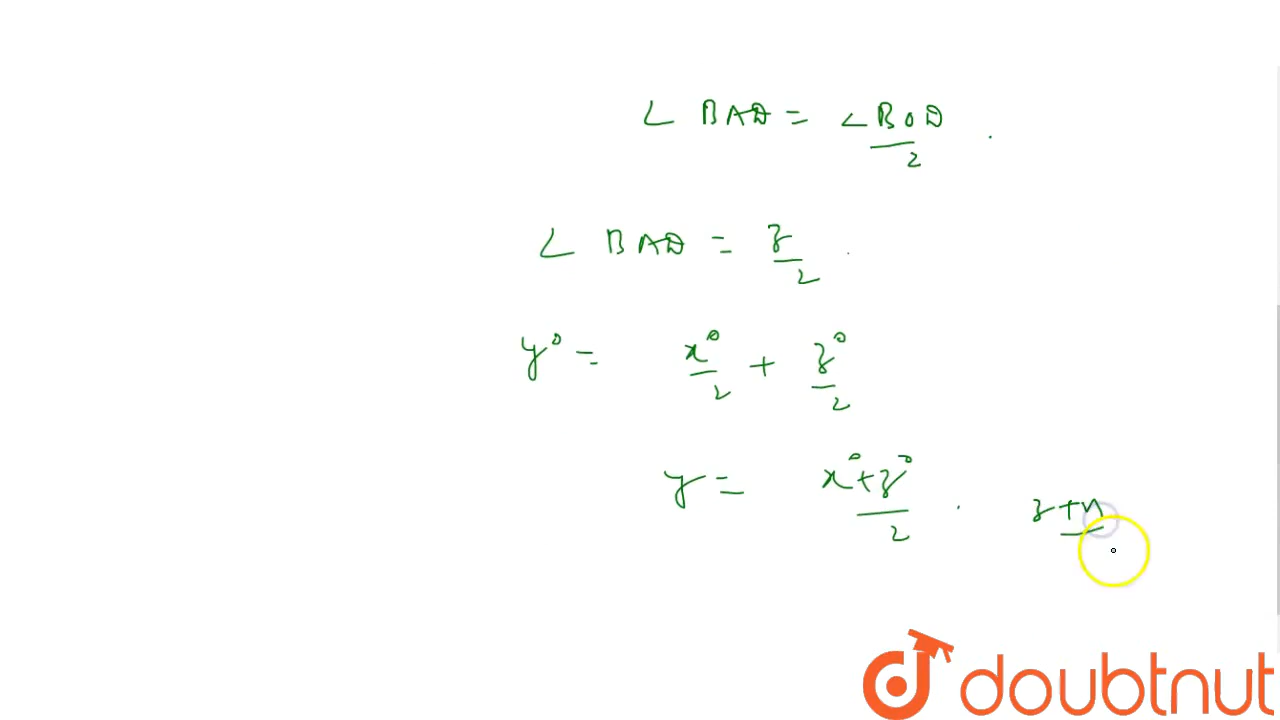 ∠ BAD = ∠BOD/2 .
∠ BAD = z/2 .
y° = x°/2 + z°/2
y = x°+z°/2 .
z+x
doubtnut